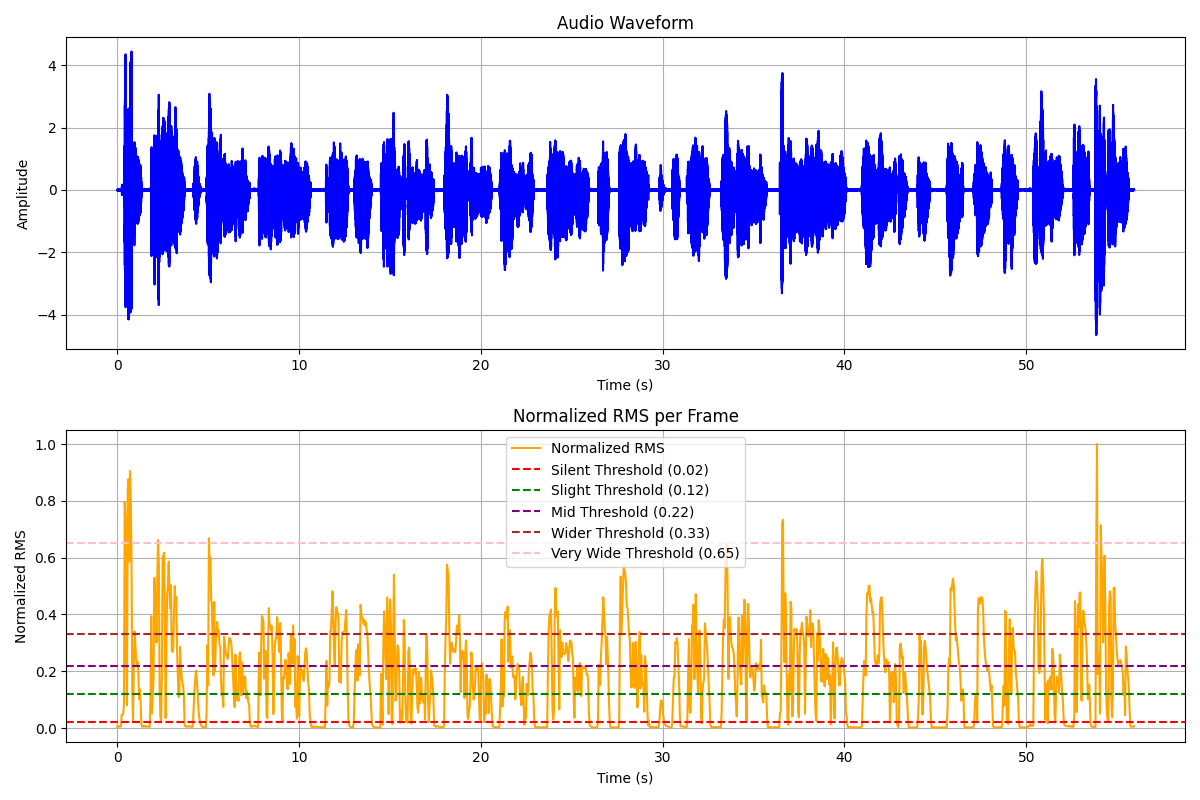 Audio Waveform
4
2
0
−2
−4
Amplitude
0 10 20 30 40 50
Time (s)
Normalized RMS per Frame
1.0
0.8
0.6
0.4
0.2
0.0
Normalized RMS
Normalized RMS
Silent Threshold (0.02)
Slight Threshold (0.12)
Mid Threshold (0.22)
Wider Threshold (0.33)
Very Wide Threshold (0.65)
0 10 20 30 40 50
Time (s)